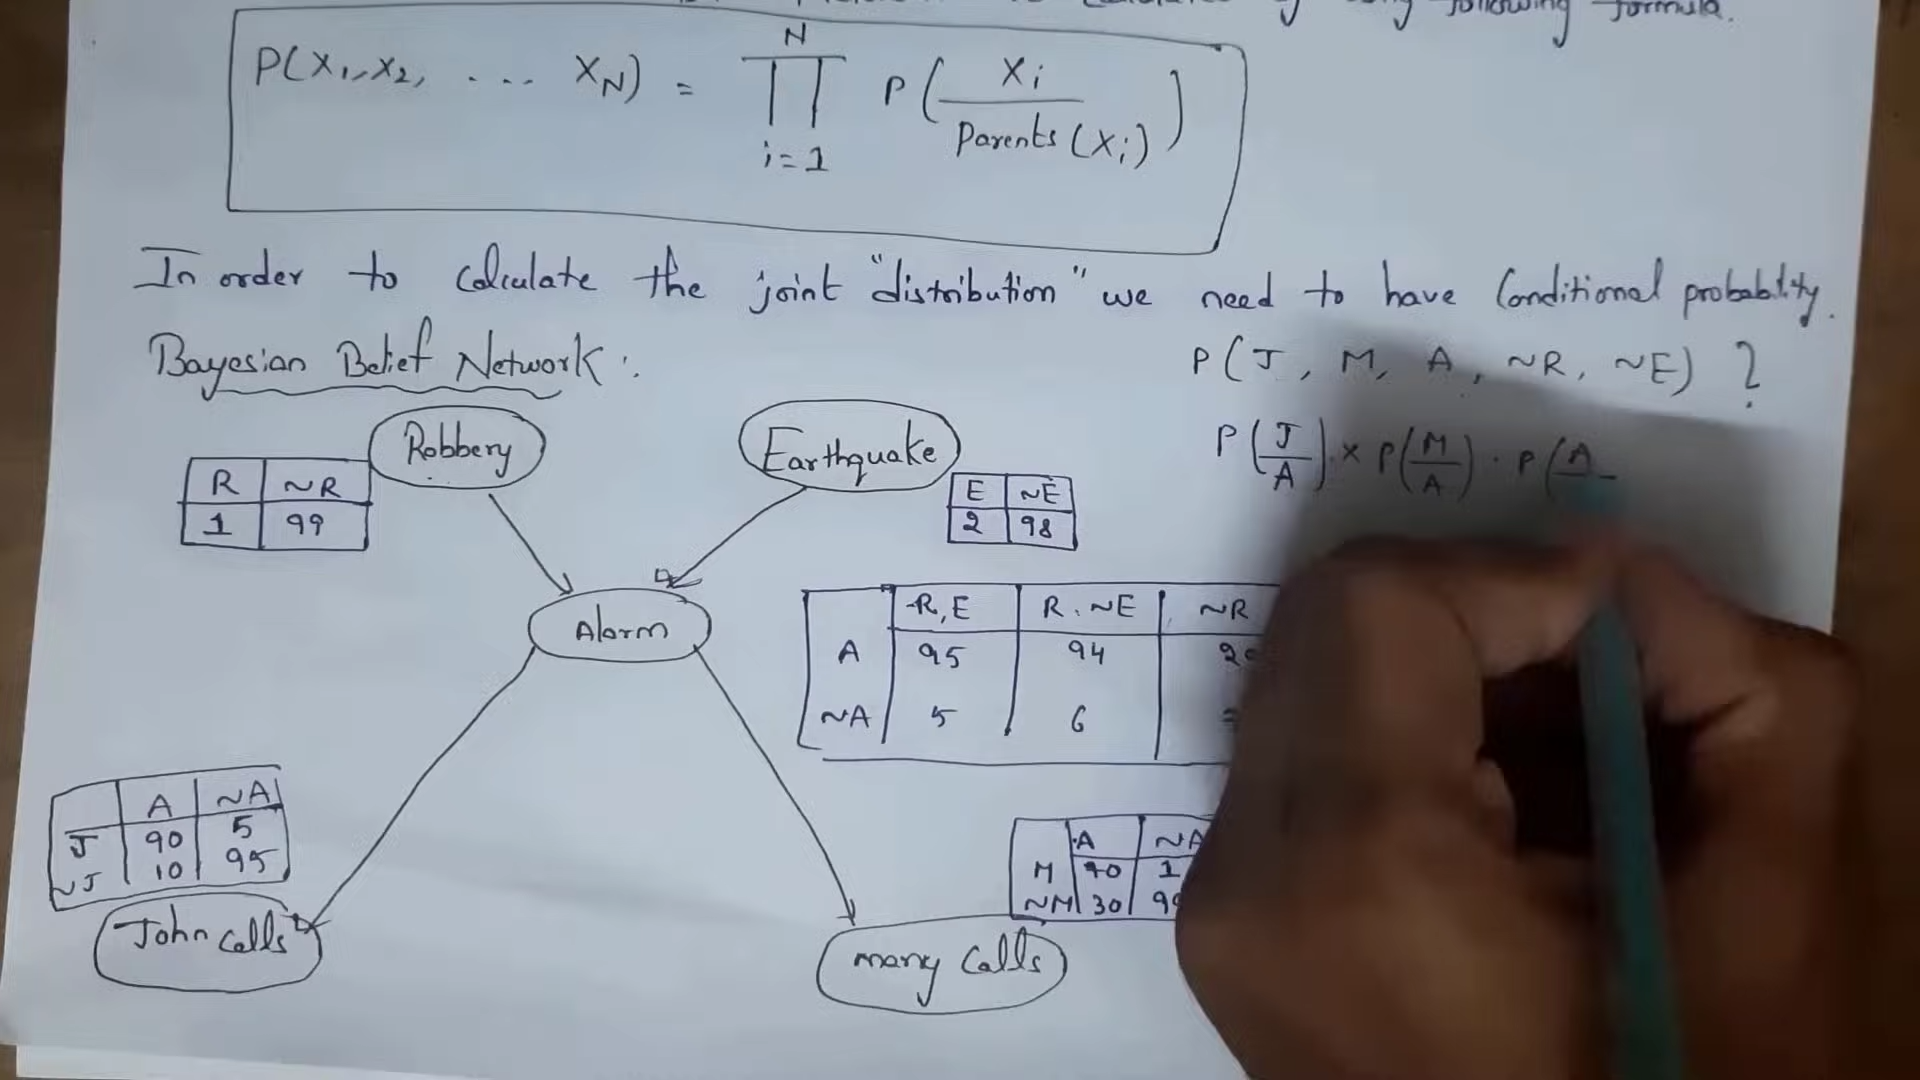 following formula.
P(X1, X2, ... XN) = ∏ i=1 N P(Xi / Parents (Xi))
In order to calculate the joint "distribution" we need to have Conditional probability.
Bayesian Belief Network:
P(J, M, A, ~R, ~E) ?
P(J/A) × P(M/A) · P(A
Robbery
R ~R
1 99
Earthquake
E ~E
2 98
Alarm
R, E R. ~E ~R
A 95 94
~A 5 6
A ~A
J 90 5
~J 10 95
John calls
A ~A
M 70 1
~M 30
many calls